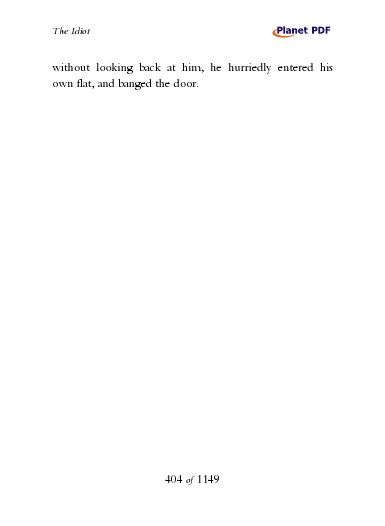 The Idiot
Planet PDF
without looking back at him, he hurriedly entered his
own flat, and banged the door.
404 of 1149